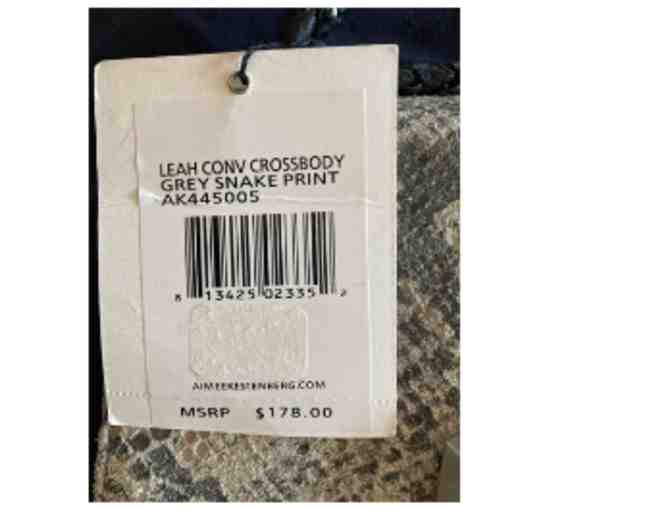 LEAH CONV CROSSBODY
GREY SNAKE PRINT
AK445005
8 13425 02335 2
AIMEEKESTENBERG.COM
MSRP $178.00